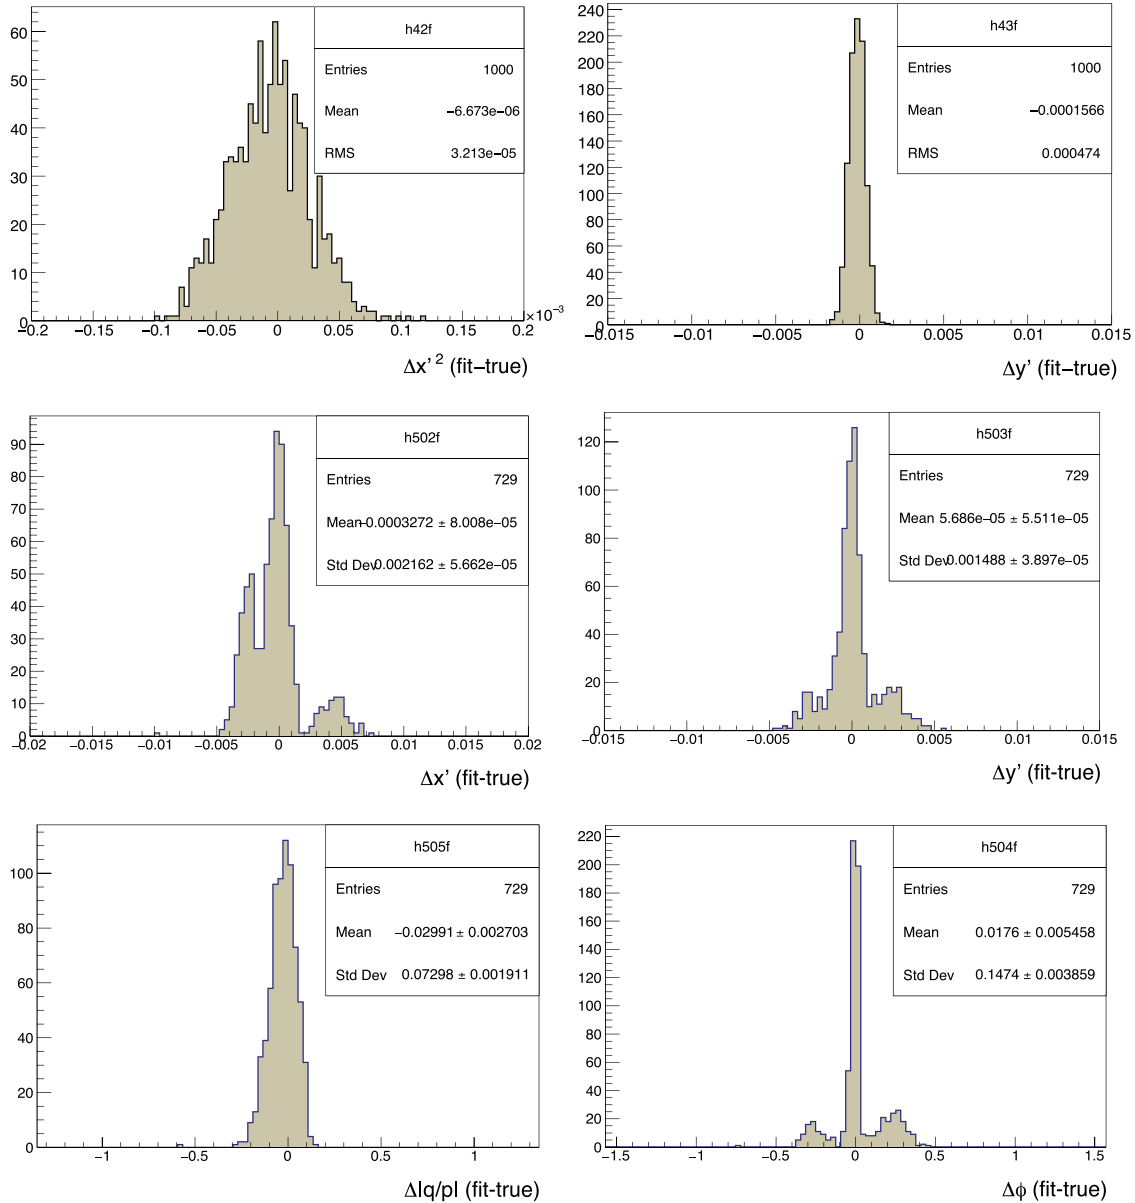 h42f
Entries 1000
Mean −6.673e−06
RMS 3.213e−05
0 10 20 30 40 50 60
−0.2 −0.15 −0.1 −0.05 0 0.05 0.1 0.15 0.2
×10⁻³
Δx’ ² (fit−true)
h43f
Entries 1000
Mean −0.0001566
RMS 0.000474
0 20 40 60 80 100 120 140 160 180 200 220 240
−0.015 −0.01 −0.005 0 0.005 0.01 0.015
Δy’ (fit−true)
h502f
Entries 729
Mean −0.0003272 ± 8.008e−05
Std Dev 0.002162 ± 5.662e−05
0 10 20 30 40 50 60 70 80 90
−0.02 −0.015 −0.01 −0.005 0 0.005 0.01 0.015 0.02
Δx’ (fit-true)
h503f
Entries 729
Mean 5.686e−05 ± 5.511e−05
Std Dev 0.001488 ± 3.897e−05
0 20 40 60 80 100 120
−0.015 −0.01 −0.005 0 0.005 0.01 0.015
Δy’ (fit-true)
h505f
Entries 729
Mean −0.02991 ± 0.002703
Std Dev 0.07298 ± 0.001911
0 20 40 60 80 100
−1 −0.5 0 0.5 1
Δ|q/p| (fit-true)
h504f
Entries 729
Mean 0.0176 ± 0.005458
Std Dev 0.1474 ± 0.003859
0 20 40 60 80 100 120 140 160 180 200 220
−1.5 −1 −0.5 0 0.5 1 1.5
Δϕ (fit-true)